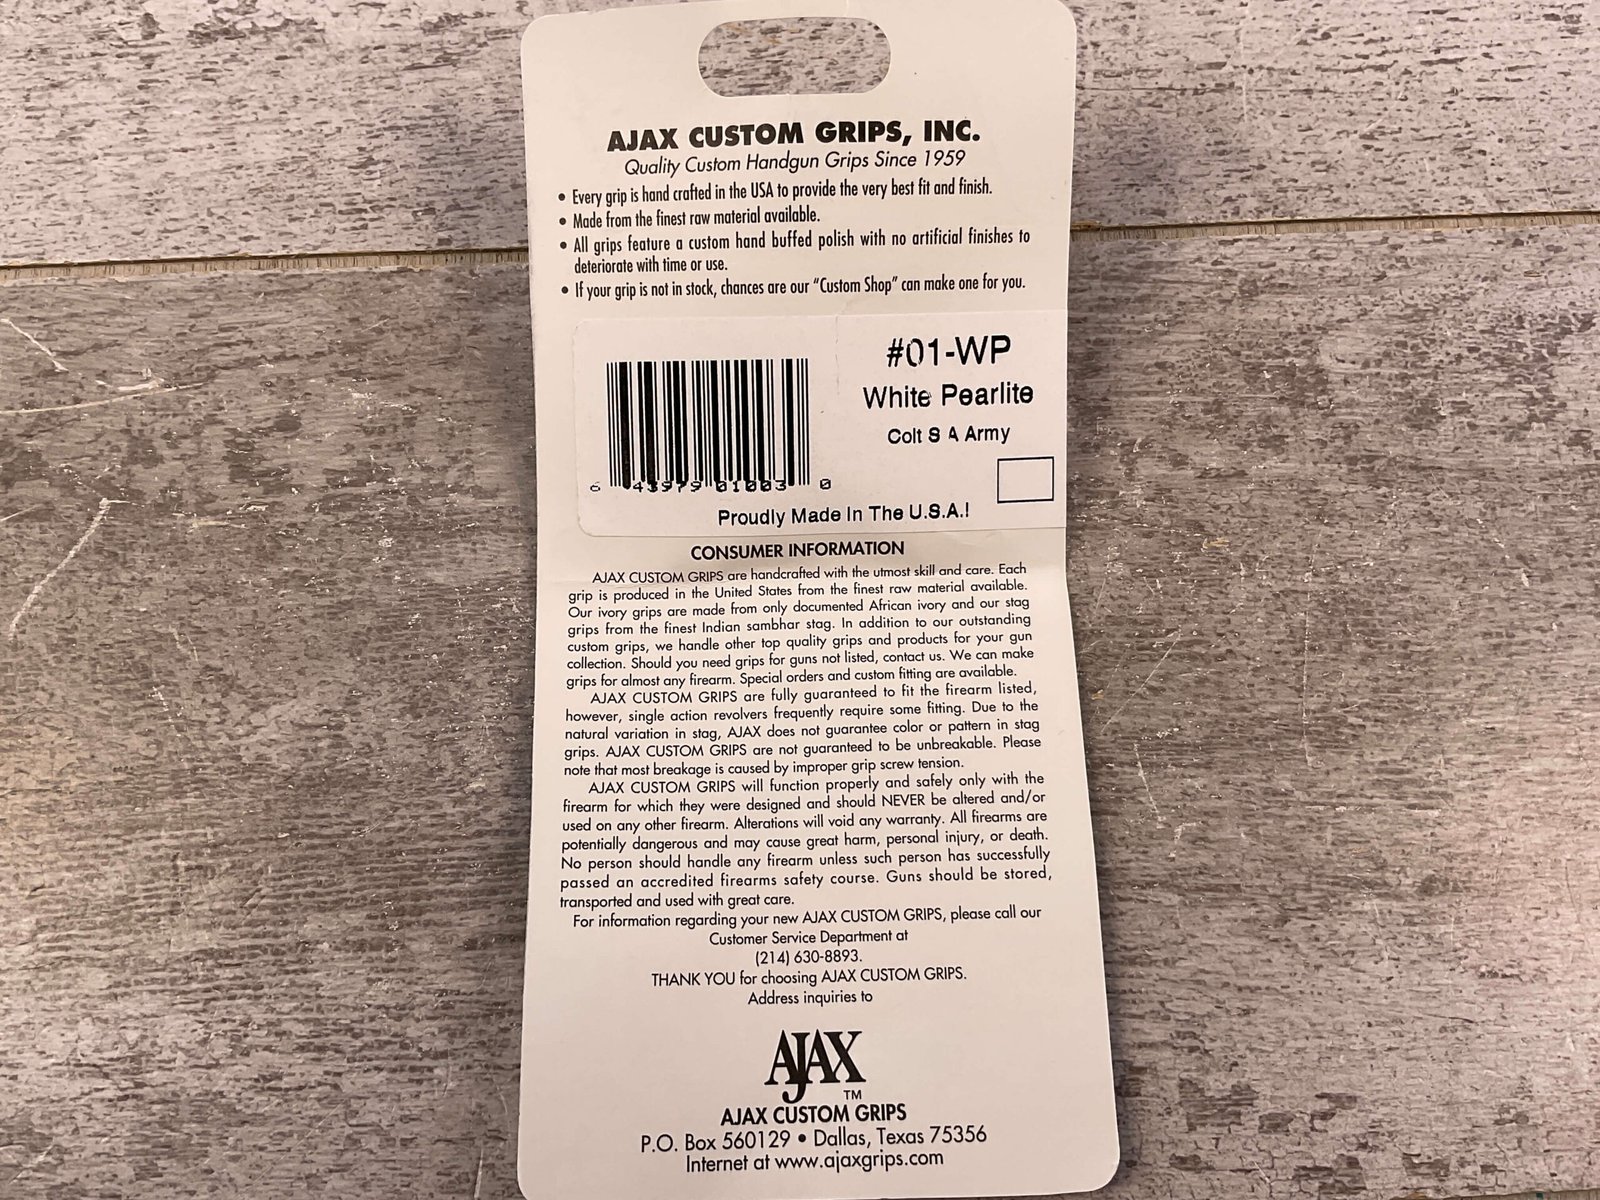 AJAX CUSTOM GRIPS, INC.
Quality Custom Handgun Grips Since 1959
• Every grip is hand crafted in the USA to provide the very best fit and finish.
• Made from the finest raw material available.
• All grips feature a custom hand buffed polish with no artificial finishes to
deteriorate with time or use.
• If your grip is not in stock, chances are our “Custom Shop” can make one for you.
#01-WP
White Pearlite
Colt S A Army
6 43979 01003 0
Proudly Made In The U.S.A.!
CONSUMER INFORMATION
AJAX CUSTOM GRIPS are handcrafted with the utmost skill and care. Each
grip is produced in the United States from the finest raw material available.
Our ivory grips are made from only documented African ivory and our stag
grips from the finest Indian sambhar stag. In addition to our outstanding
custom grips, we handle other top quality grips and products for your gun
collection. Should you need grips for guns not listed, contact us. We can make
grips for almost any firearm. Special orders and custom fitting are available.
AJAX CUSTOM GRIPS are fully guaranteed to fit the firearm listed,
however, single action revolvers frequently require some fitting. Due to the
natural variation in stag, AJAX does not guarantee color or pattern in stag
grips. AJAX CUSTOM GRIPS are not guaranteed to be unbreakable. Please
note that most breakage is caused by improper grip screw tension.
AJAX CUSTOM GRIPS will function properly and safely only with the
firearm for which they were designed and should NEVER be altered and/or
used on any other firearm. Alterations will void any warranty. All firearms are
potentially dangerous and may cause great harm, personal injury, or death.
No person should handle any firearm unless such person has successfully
passed an accredited firearms safety course. Guns should be stored,
transported and used with great care.
For information regarding your new AJAX CUSTOM GRIPS, please call our
Customer Service Department at
(214) 630-8893.
THANK YOU for choosing AJAX CUSTOM GRIPS.
Address inquiries to
AJAX
TM
AJAX CUSTOM GRIPS
P.O. Box 560129 • Dallas, Texas 75356
Internet at www.ajaxgrips.com